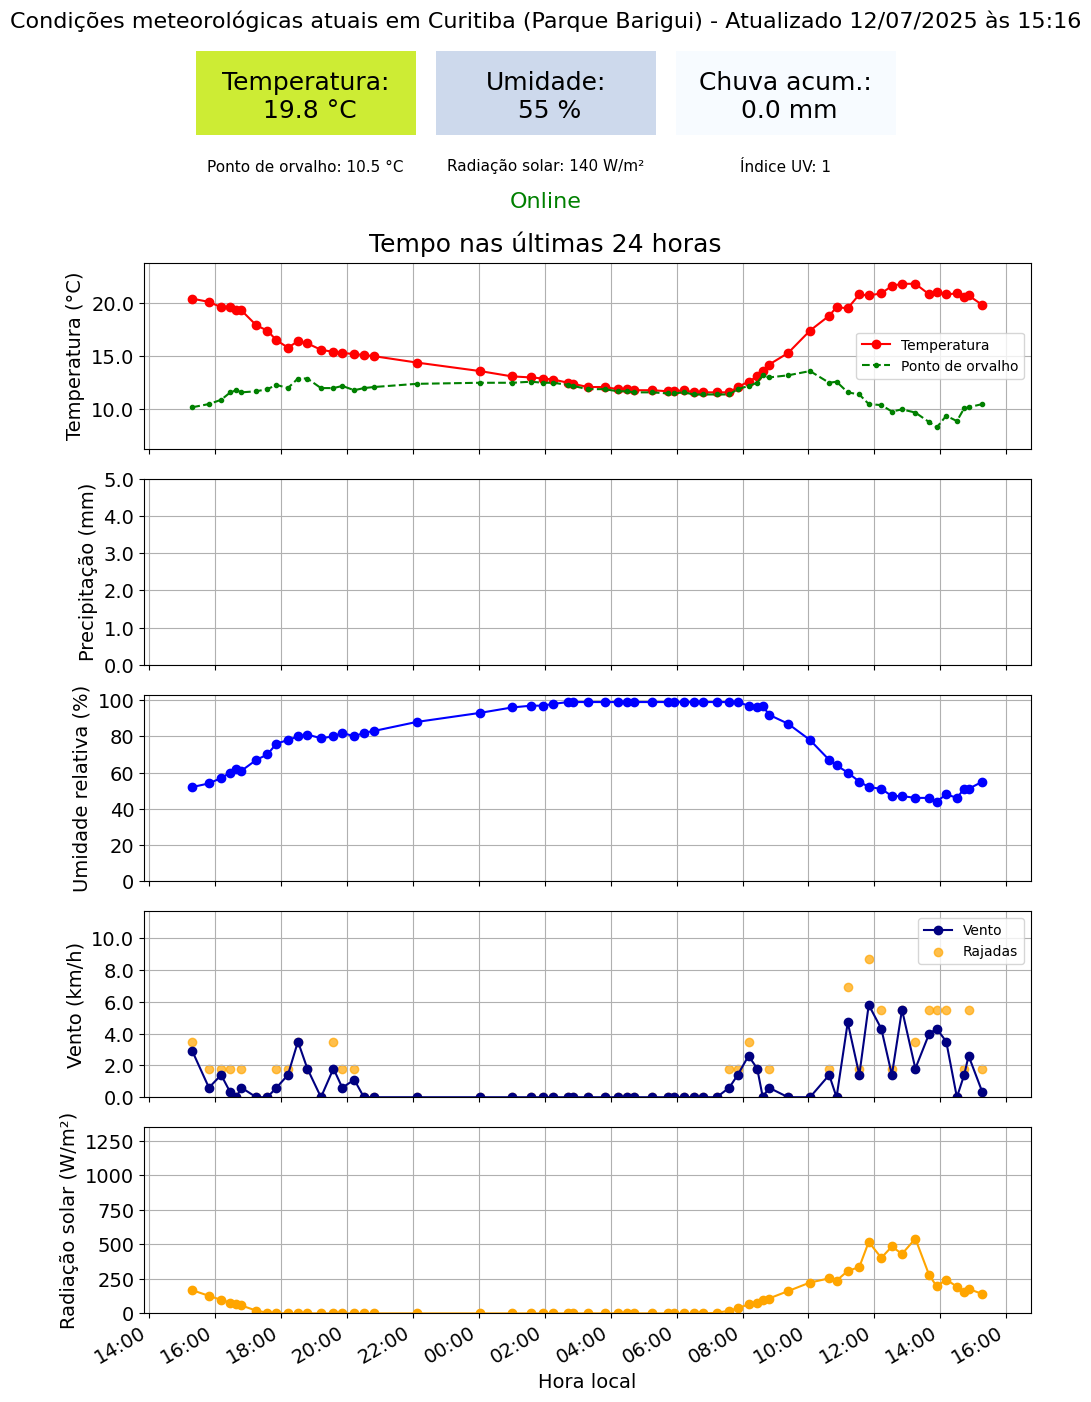 Condições meteorológicas atuais em Curitiba (Parque Barigui) - Atualizado 12/07/2025 às 15:16
Temperatura:
19.8 °C
Umidade:
55 %
Chuva acum.:
0.0 mm
Ponto de orvalho: 10.5 °C
Radiação solar: 140 W/m²
Índice UV: 1
Online
Tempo nas últimas 24 horas
Temperatura (°C)
20.0
15.0
10.0
Temperatura
Ponto de orvalho
Precipitação (mm)
5.0
4.0
3.0
2.0
1.0
0.0
Umidade relativa (%)
100
80
60
40
20
0
Vento (km/h)
10.0
8.0
6.0
4.0
2.0
0.0
Vento
Rajadas
Radiação solar (W/m²)
1250
1000
750
500
250
0
14:00
16:00
18:00
20:00
22:00
00:00
02:00
04:00
06:00
08:00
10:00
12:00
14:00
16:00
Hora local